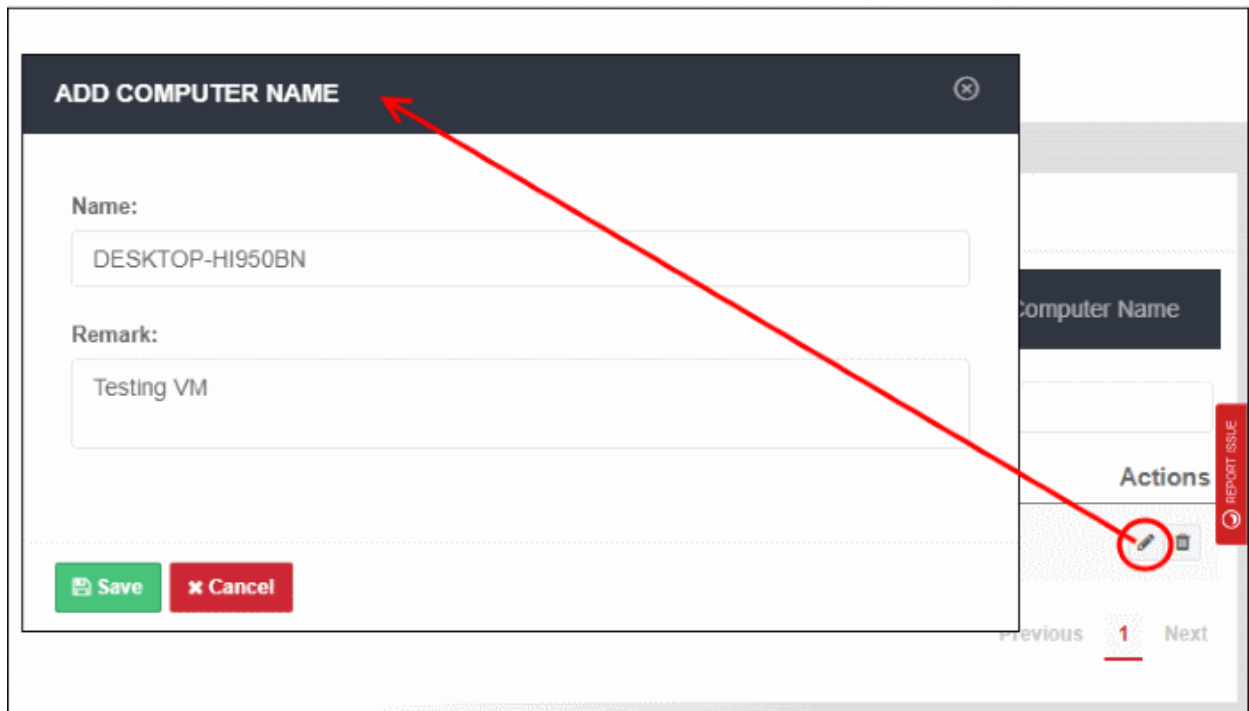 ADD COMPUTER NAME
Name:
DESKTOP-HI950BN
Remark:
Testing VM
Save
Cancel
Computer Name
Actions
REPORT ISSUE
Previous 1 Next